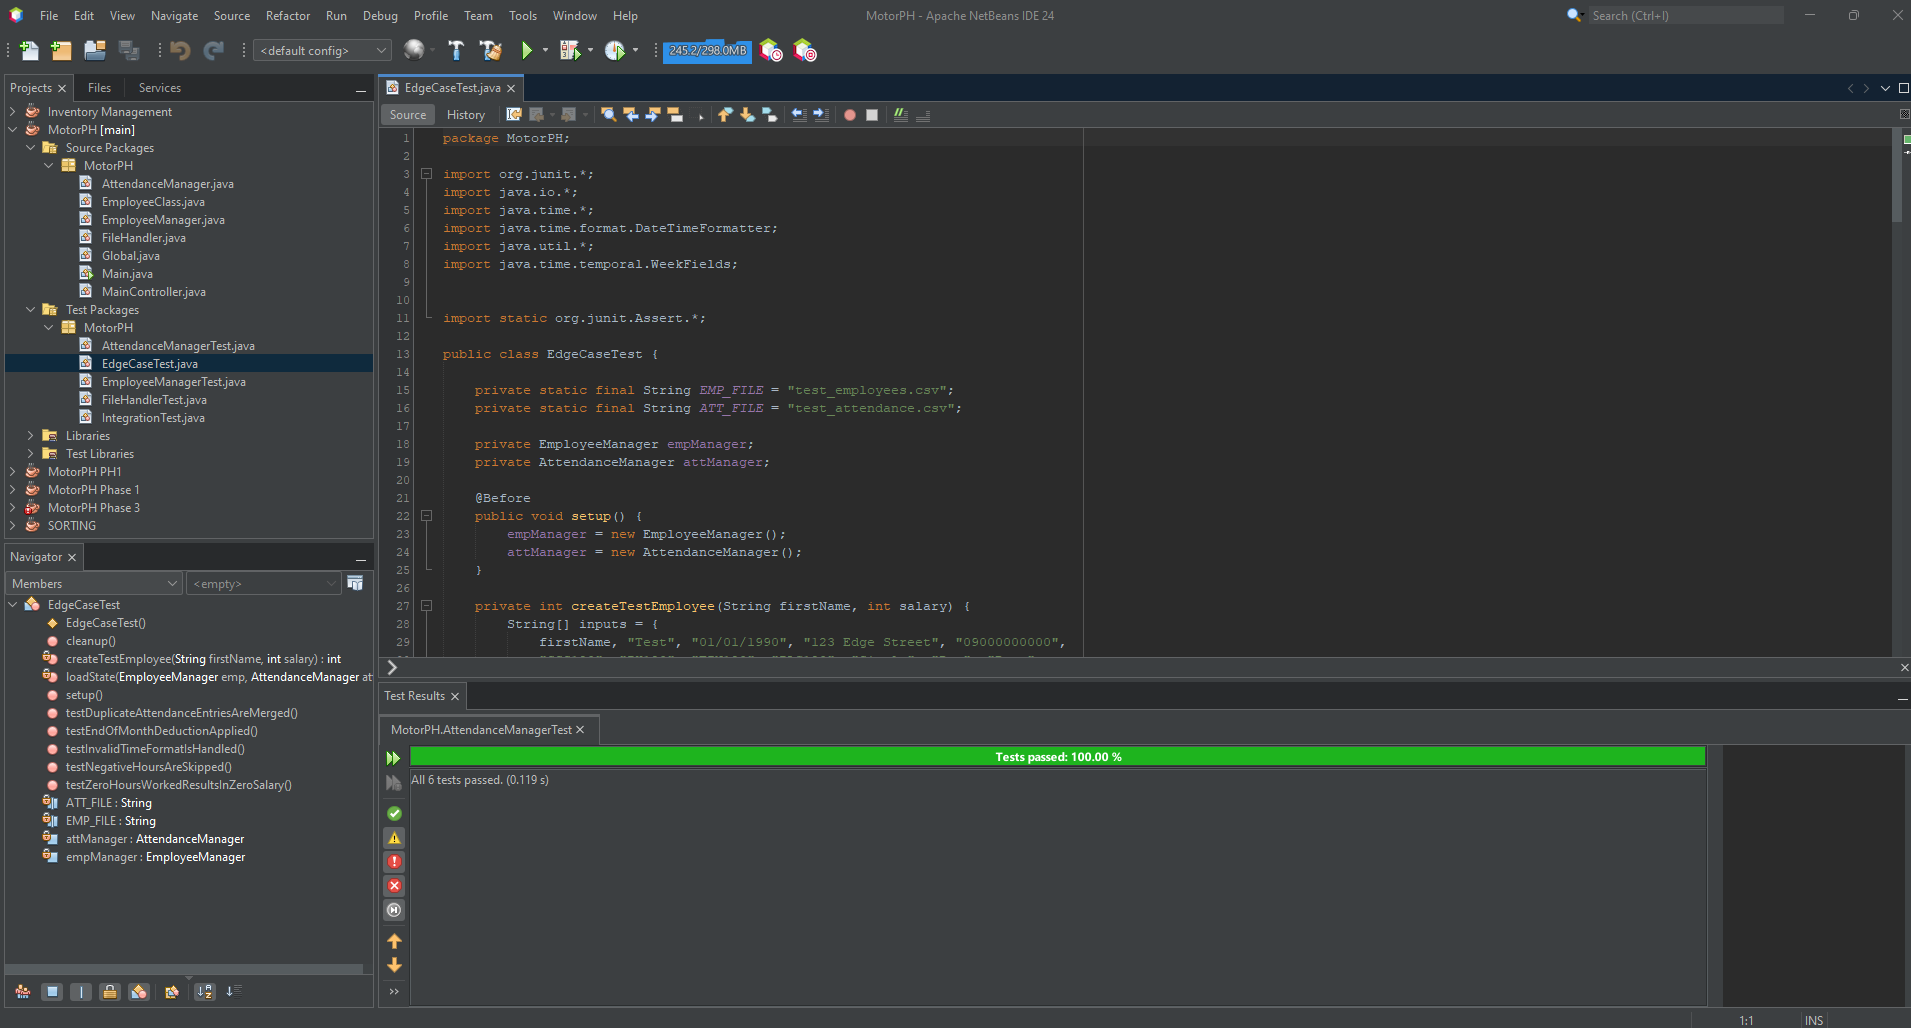 File Edit View Navigate Source Refactor Run Debug Profile Team Tools Window Help
MotorPH - Apache NetBeans IDE 24
Search (Ctrl+I)
<default config>
245.2/298.0MB
Projects Files Services
Inventory Management
MotorPH [main]
Source Packages
MotorPH
AttendanceManager.java
EmployeeClass.java
EmployeeManager.java
FileHandler.java
Global.java
Main.java
MainController.java
Test Packages
MotorPH
AttendanceManagerTest.java
EdgeCaseTest.java
EmployeeManagerTest.java
FileHandlerTest.java
IntegrationTest.java
Libraries
Test Libraries
MotorPH PH1
MotorPH Phase 1
MotorPH Phase 3
SORTING
Navigator
Members <empty>
EdgeCaseTest
EdgeCaseTest()
cleanup()
createTestEmployee(String firstName, int salary) : int
loadState(EmployeeManager emp, AttendanceManager at
setup()
testDuplicateAttendanceEntriesAreMerged()
testEndOfMonthDeductionApplied()
testInvalidTimeFormatIsHandled()
testNegativeHoursAreSkipped()
testZeroHoursWorkedResultsInZeroSalary()
ATT_FILE : String
EMP_FILE : String
attManager : AttendanceManager
empManager : EmployeeManager
EdgeCaseTest.java
Source History
1 package MotorPH;
2
3 import org.junit.*;
4 import java.io.*;
5 import java.time.*;
6 import java.time.format.DateTimeFormatter;
7 import java.util.*;
8 import java.time.temporal.WeekFields;
9
10
11 import static org.junit.Assert.*;
12
13 public class EdgeCaseTest {
14
15 private static final String EMP_FILE = "test_employees.csv";
16 private static final String ATT_FILE = "test_attendance.csv";
17
18 private EmployeeManager empManager;
19 private AttendanceManager attManager;
20
21 @Before
22 public void setup() {
23 empManager = new EmployeeManager();
24 attManager = new AttendanceManager();
25 }
26
27 private int createTestEmployee(String firstName, int salary) {
28 String[] inputs = {
29 firstName, "Test", "01/01/1990", "123 Edge Street", "09000000000",
Test Results
MotorPH.AttendanceManagerTest
Tests passed: 100.00 %
All 6 tests passed. (0.119 s)
1:1 INS